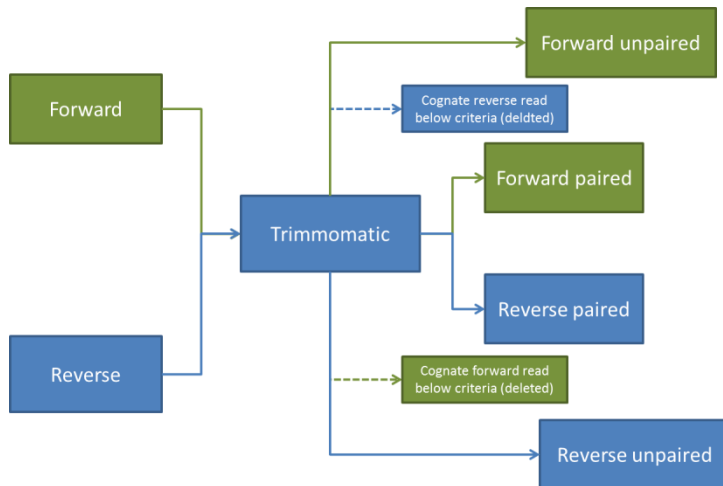 Forward unpaired
Forward
Cognate reverse read
below criteria (deldted)
Forward paired
Trimmomatic
Reverse paired
Reverse
Cognate forward read
below criteria (deleted)
Reverse unpaired